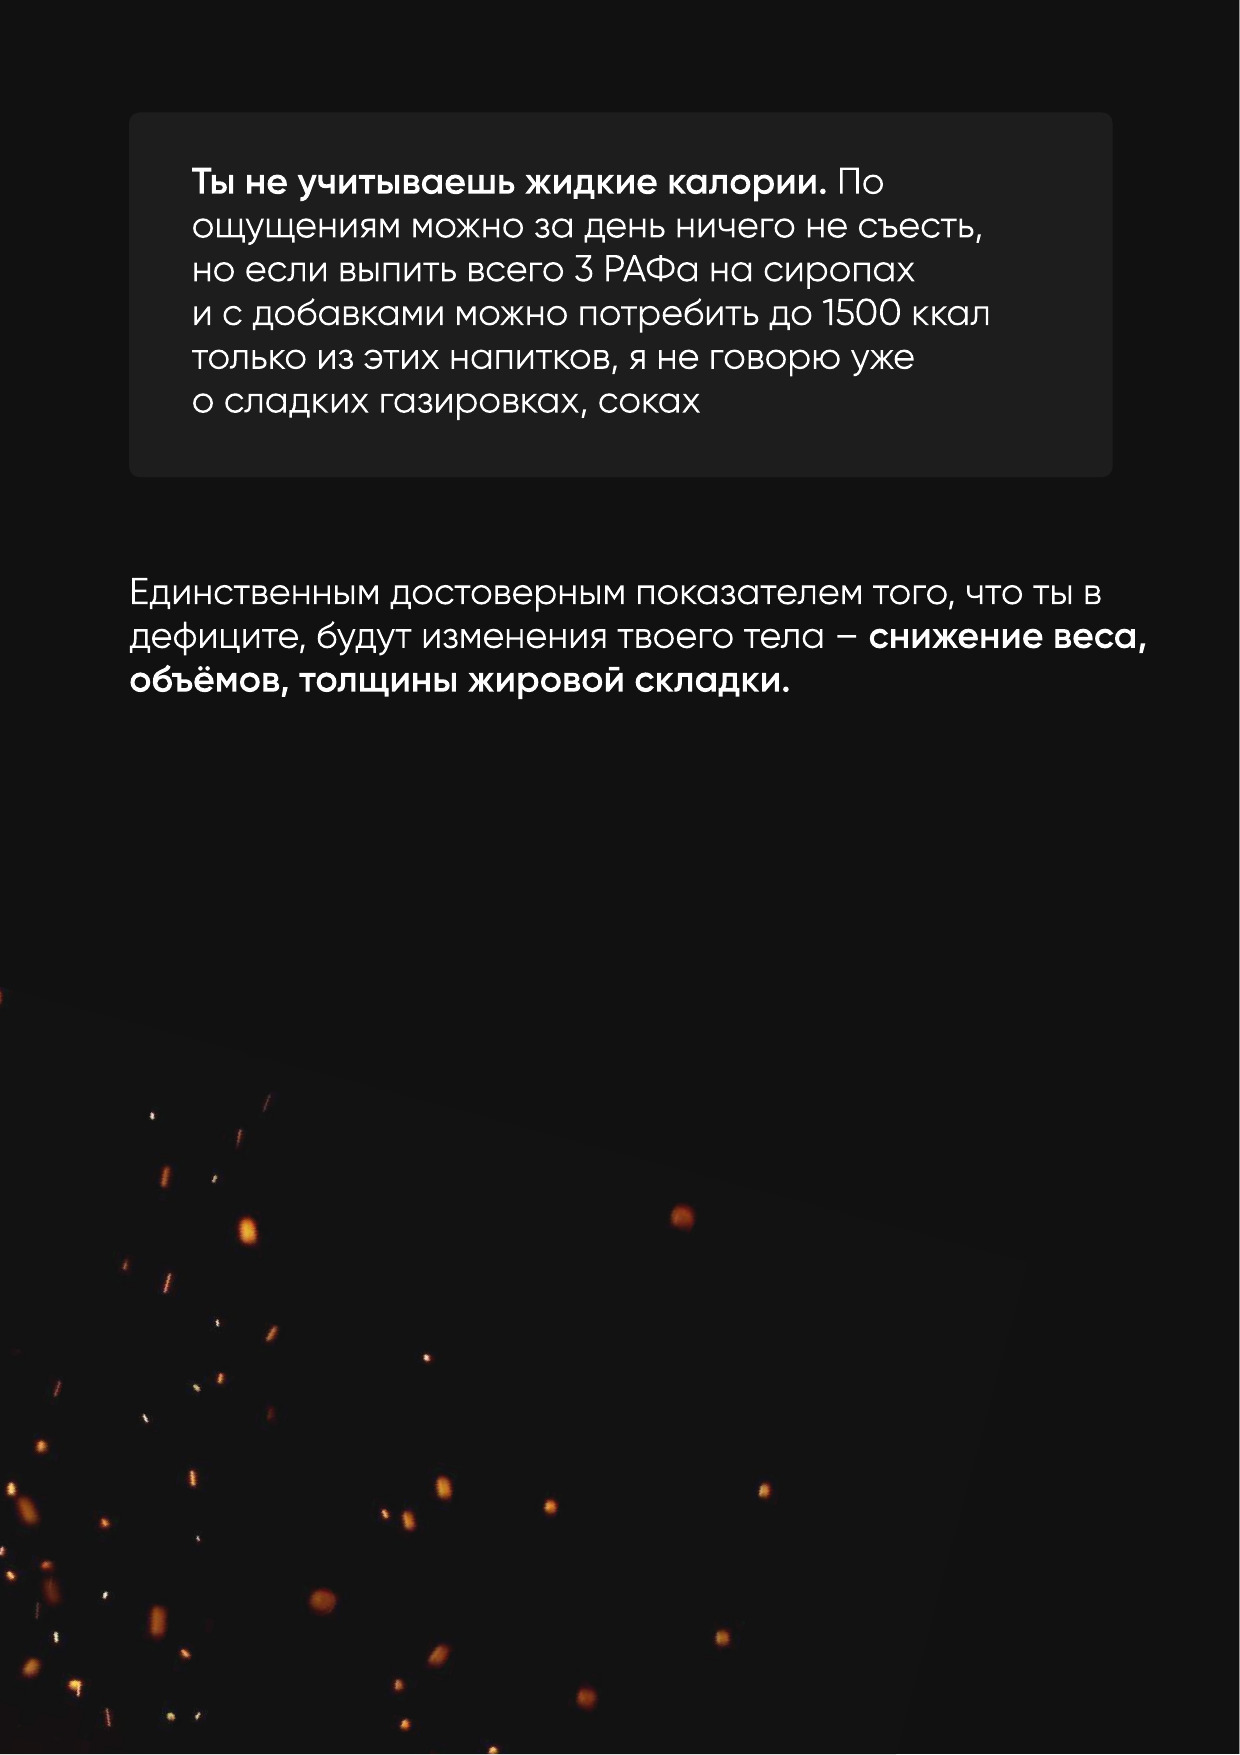 Ты не учитываешь жидкие калории. По
ощущениям можно за день ничего не съесть,
но если выпить всего 3 РАФа на сиропах
и с добавками можно потребить до 1500 ккал
только из этих напитков, я не говорю уже
о сладких газировках, соках
Единственным достоверным показателем того, что ты в
дефиците, будут изменения твоего тела – снижение веса,
объёмов, толщины жировой складки.